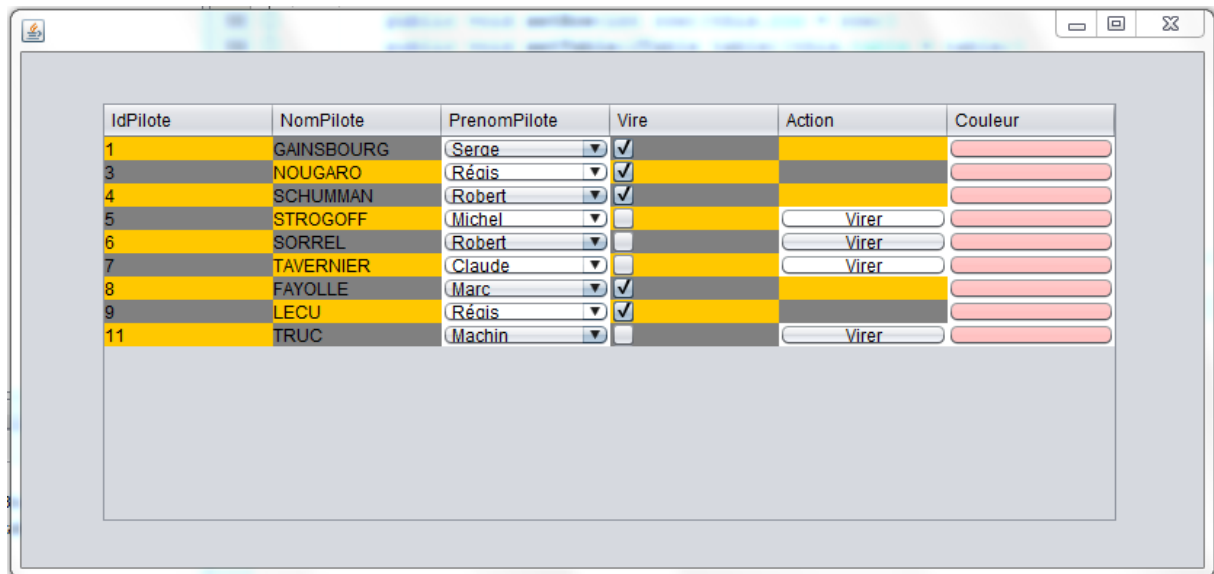 IdPilote NomPilote PrenomPilote Vire Action Couleur
1 GAINSBOURG Serge
3 NOUGARO Régis
4 SCHUMMAN Robert
5 STROGOFF Michel Virer
6 SORREL Robert Virer
7 TAVERNIER Claude Virer
8 FAYOLLE Marc
9 LECU Régis
11 TRUC Machin Virer